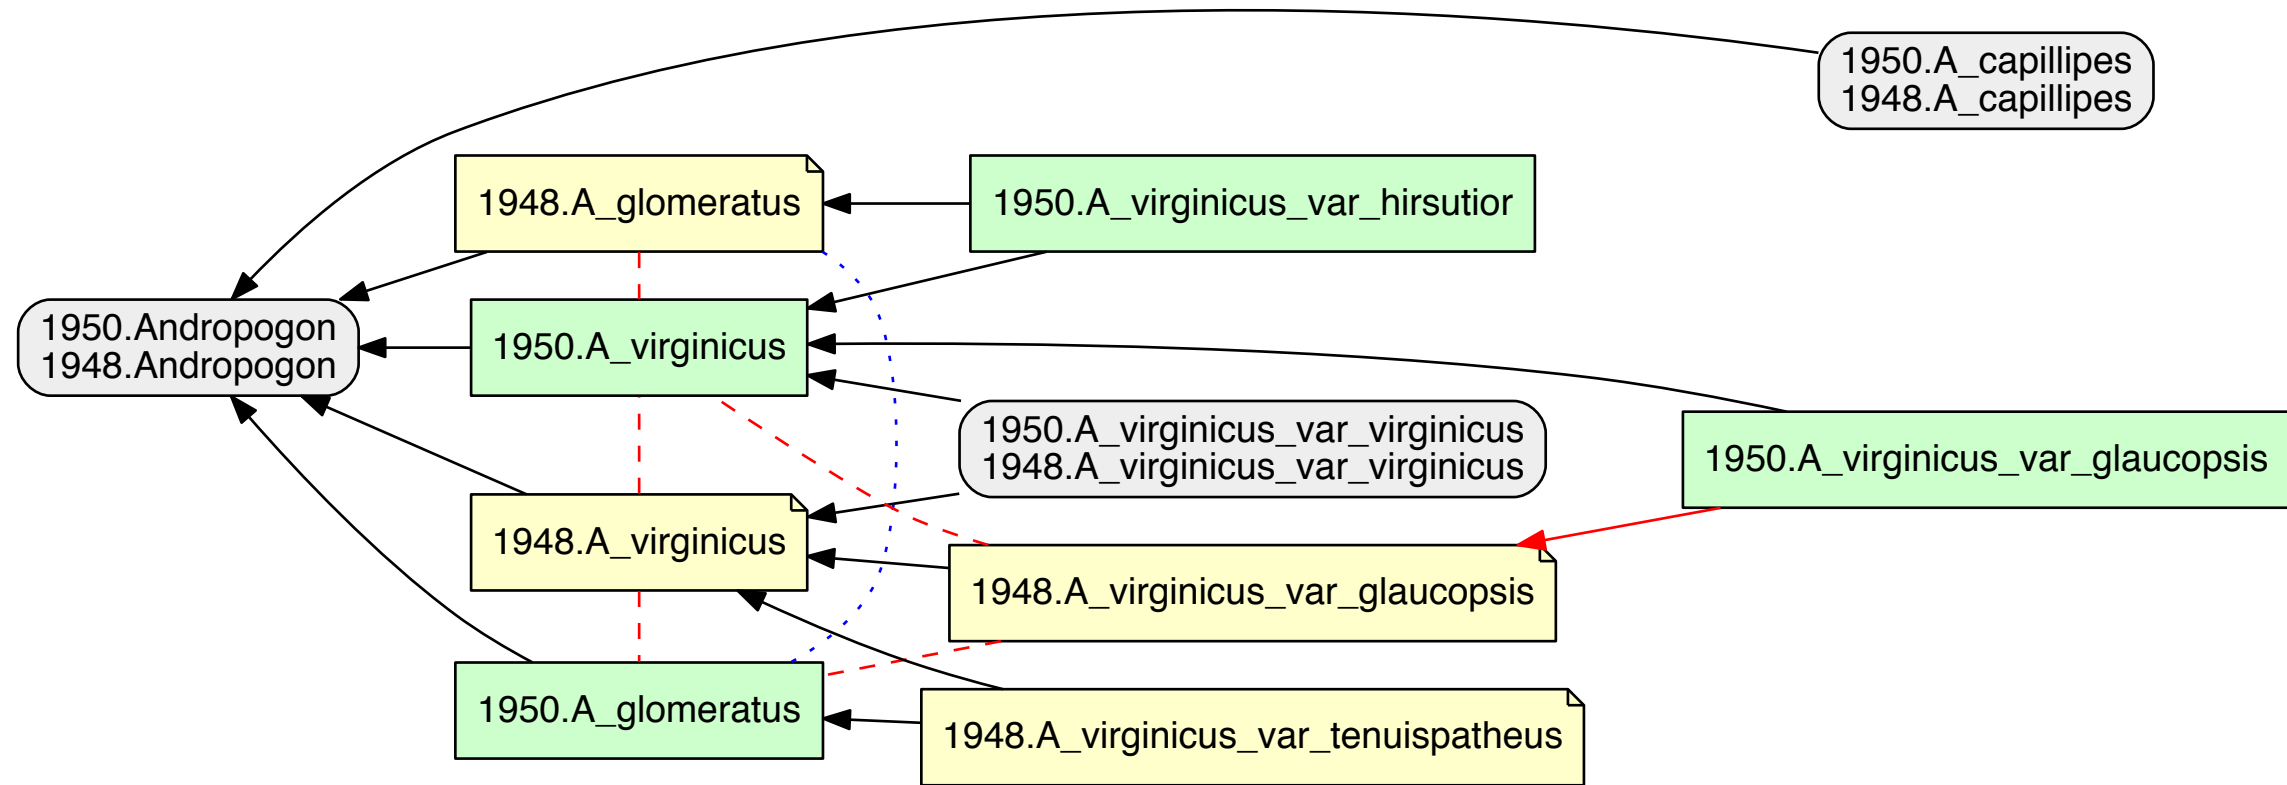 1950.A_capillipes
1948.A_capillipes
1948.A_glomeratus
1950.A_virginicus_var_hirsutior
1950.Andropogon
1948.Andropogon
1950.A_virginicus
1950.A_virginicus_var_virginicus
1948.A_virginicus_var_virginicus
1950.A_virginicus_var_glaucopsis
1948.A_virginicus
1948.A_virginicus_var_glaucopsis
1950.A_glomeratus
1948.A_virginicus_var_tenuispatheus